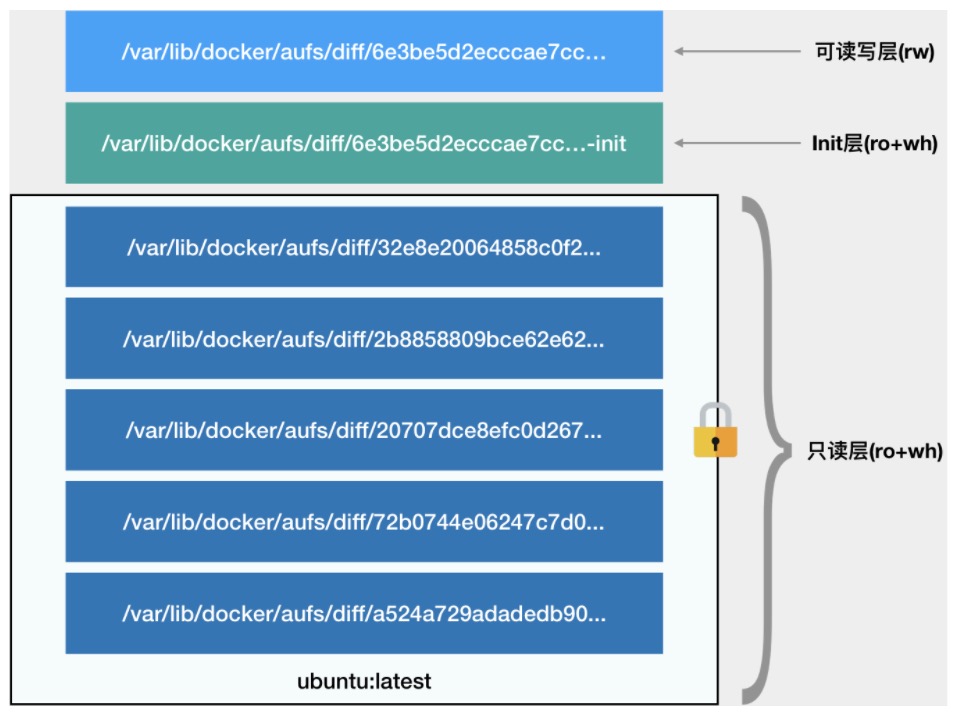 /var/lib/docker/aufs/diff/6e3be5d2ecccae7cc...
可读写层(rw)
/var/lib/docker/aufs/diff/6e3be5d2ecccae7cc...-init
Init层(ro+wh)
/var/lib/docker/aufs/diff/32e8e20064858c0f2...
/var/lib/docker/aufs/diff/2b8858809bce62e62...
/var/lib/docker/aufs/diff/20707dce8efc0d267...
只读层(ro+wh)
/var/lib/docker/aufs/diff/72b0744e06247c7d0...
/var/lib/docker/aufs/diff/a524a729adadedb90...
ubuntu:latest